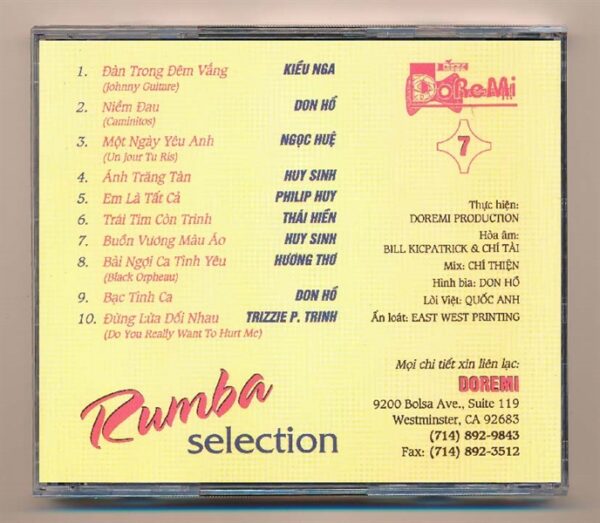 1. Đàn Trong Đêm Vắng KIỀU NGA
(Johnny Guitare)
2. Niềm Đau DON HỒ
(Caminitos)
3. Một Ngày Yêu Anh NGỌC HUỆ
(Un Jour Tu Ris)
4. Ánh Trăng Tàn HUY SINH
5. Em Là Tất Cả PHILIP HUY
6. Trái Tim Còn Trinh THÁI HIỀN
7. Buồn Vương Màu Áo HUY SINH
8. Bài Ngợi Ca Tình Yêu HƯƠNG THƠ
(Black Orpheau)
9. Bạc Tình Ca DON HỒ
10. Đừng Lừa Dối Nhau TRIZZIE P. TRINH
(Do You Really Want To Hurt Me)
Rumba
selection
DoReMi
7
Thực hiện:
DOREMI PRODUCTION
Hòa âm:
BILL KICPATRICK & CHÍ TÀI
Mix: CHÍ THIỆN
Hình bìa: DON HỒ
Lời Việt: QUỐC ANH
Ấn loát: EAST WEST PRINTING
Mọi chi tiết xin liên lạc:
DOREMI
9200 Bolsa Ave., Suite 119
Westminster, CA 92683
(714) 892-9843
Fax: (714) 892-3512